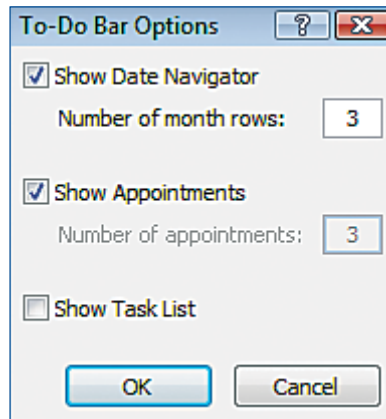 To-Do Bar Options ?
Show Date Navigator
Number of month rows: 3
Show Appointments
Number of appointments: 3
Show Task List
OK Cancel